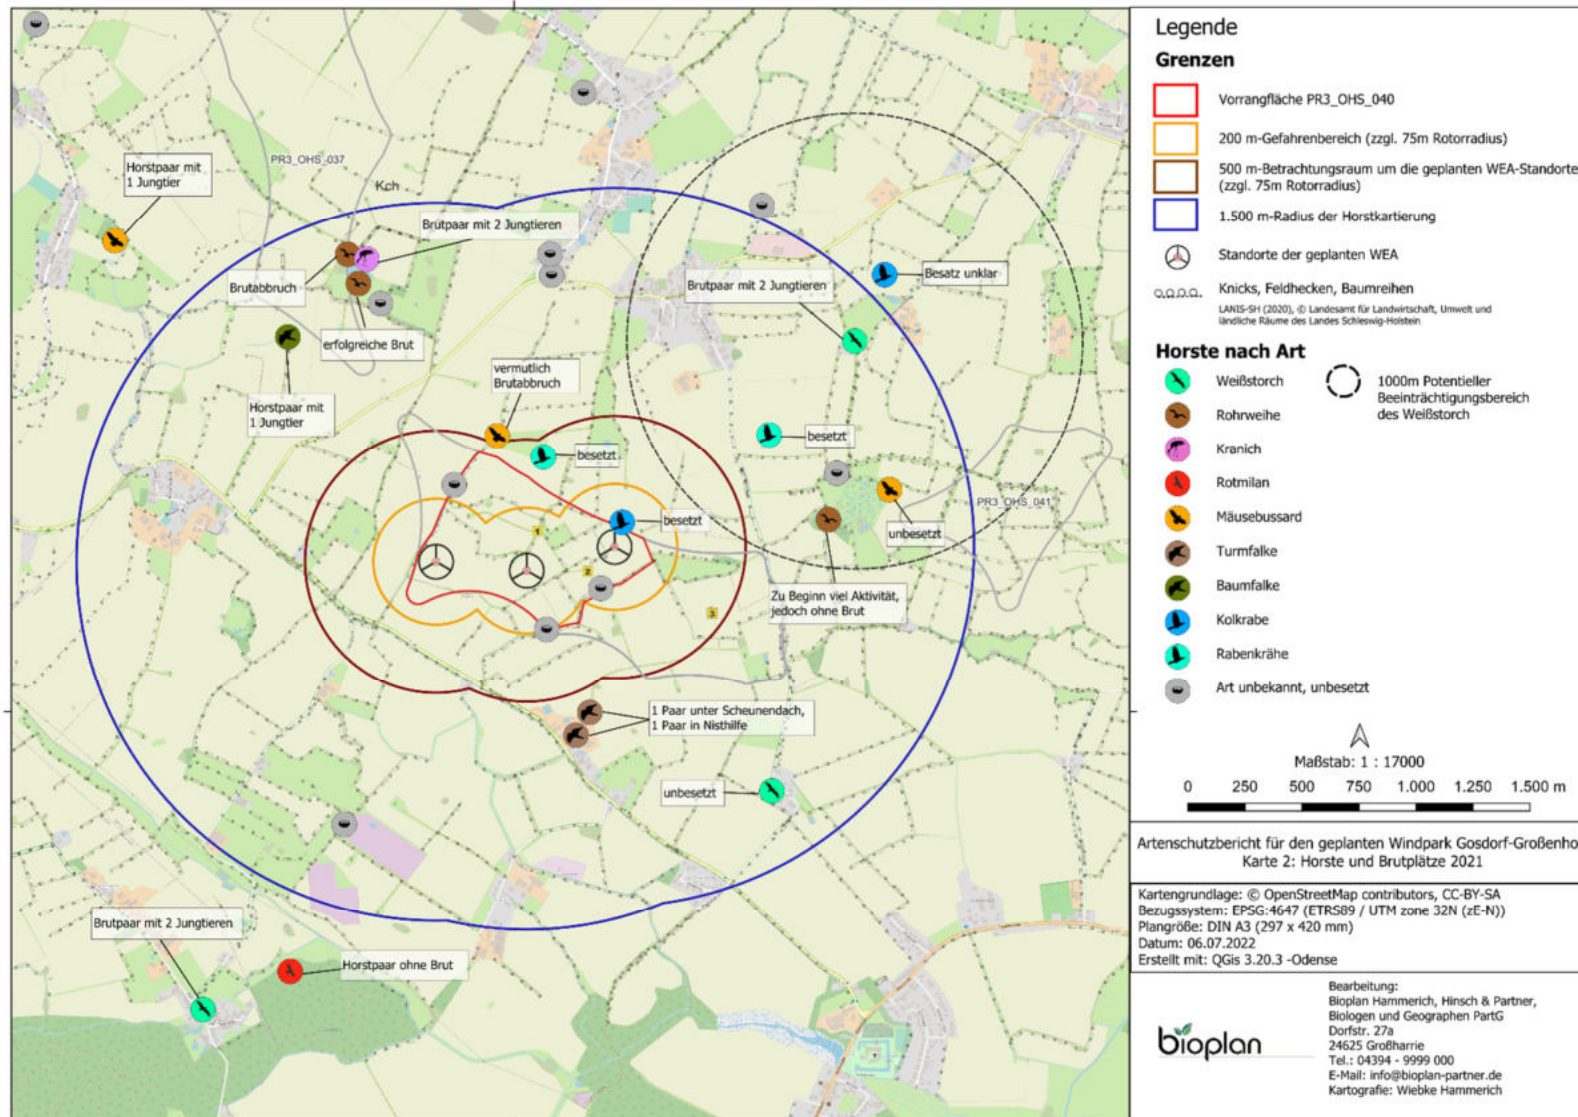 Horstpaar mit
1 Jungtier
PR3_OHS_037
Kch
Brutpaar mit 2 Jungtieren
Brutabbruch
erfolgreiche Brut
Horstpaar mit
1 Jungtier
vermutlich
Brutabbruch
besetzt
besetzt
Brutpaar mit 2 Jungtieren
Besatz unklar
besetzt
PR3_OHS_041
unbesetzt
Zu Beginn viel Aktivität,
jedoch ohne Brut
1
2
3
1 Paar unter Scheunendach,
1 Paar in Nisthilfe
unbesetzt
Brutpaar mit 2 Jungtieren
Horstpaar ohne Brut
Legende
Grenzen
Vorrangfläche PR3_OHS_040
200 m-Gefahrenbereich (zzgl. 75m Rotorradius)
500 m-Betrachtungsraum um die geplanten WEA-Standorte
(zzgl. 75m Rotorradius)
1.500 m-Radius der Horstkartierung
Standorte der geplanten WEA
Knicks, Feldhecken, Baumreihen
LANIS-SH (2020), © Landesamt für Landwirtschaft, Umwelt und
ländliche Räume des Landes Schleswig-Holstein
Horste nach Art
Weißstorch
Rohrweihe
Kranich
Rotmilan
Mäusebussard
Turmfalke
Baumfalke
Kolkrabe
Rabenkrähe
Art unbekannt, unbesetzt
1000m Potentieller
Beeinträchtigungsbereich
des Weißstorch
Maßstab: 1 : 17000
0 250 500 750 1.000 1.250 1.500 m
Artenschutzbericht für den geplanten Windpark Gosdorf-Großenho
Karte 2: Horste und Brutplätze 2021
Kartengrundlage: © OpenStreetMap contributors, CC-BY-SA
Bezugssystem: EPSG:4647 (ETRS89 / UTM zone 32N (zE-N))
Plangröße: DIN A3 (297 x 420 mm)
Datum: 06.07.2022
Erstellt mit: QGis 3.20.3 -Odense
bioplan
Bearbeitung:
Bioplan Hammerich, Hinsch & Partner,
Biologen und Geographen PartG
Dorfstr. 27a
24625 Großharrie
Tel.: 04394 - 9999 000
E-Mail: info@bioplan-partner.de
Kartografie: Wiebke Hammerich